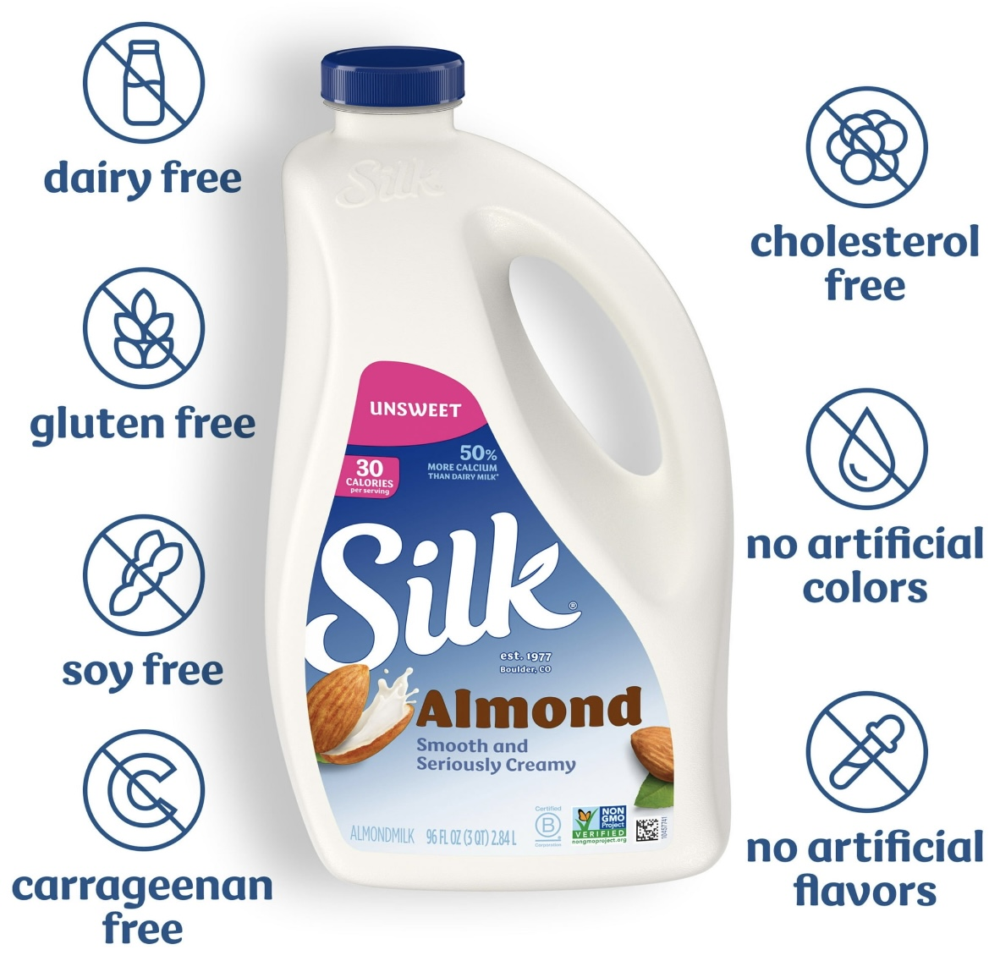 dairy free
gluten free
soy free
carrageenan
free
Silk
UNSWEET
30
CALORIES
per serving
50%
MORE CALCIUM
THAN DAIRY MILK*
Silk®
est. 1977
Boulder, CO
Almond
Smooth and
Seriously Creamy
ALMONDMILK 96 FL OZ (3 QT) 2.84 L
Certified
B
Corporation
NON
GMO
Project
VERIFIED
nongmoproject.org
cholesterol
free
no artificial
colors
no artificial
flavors